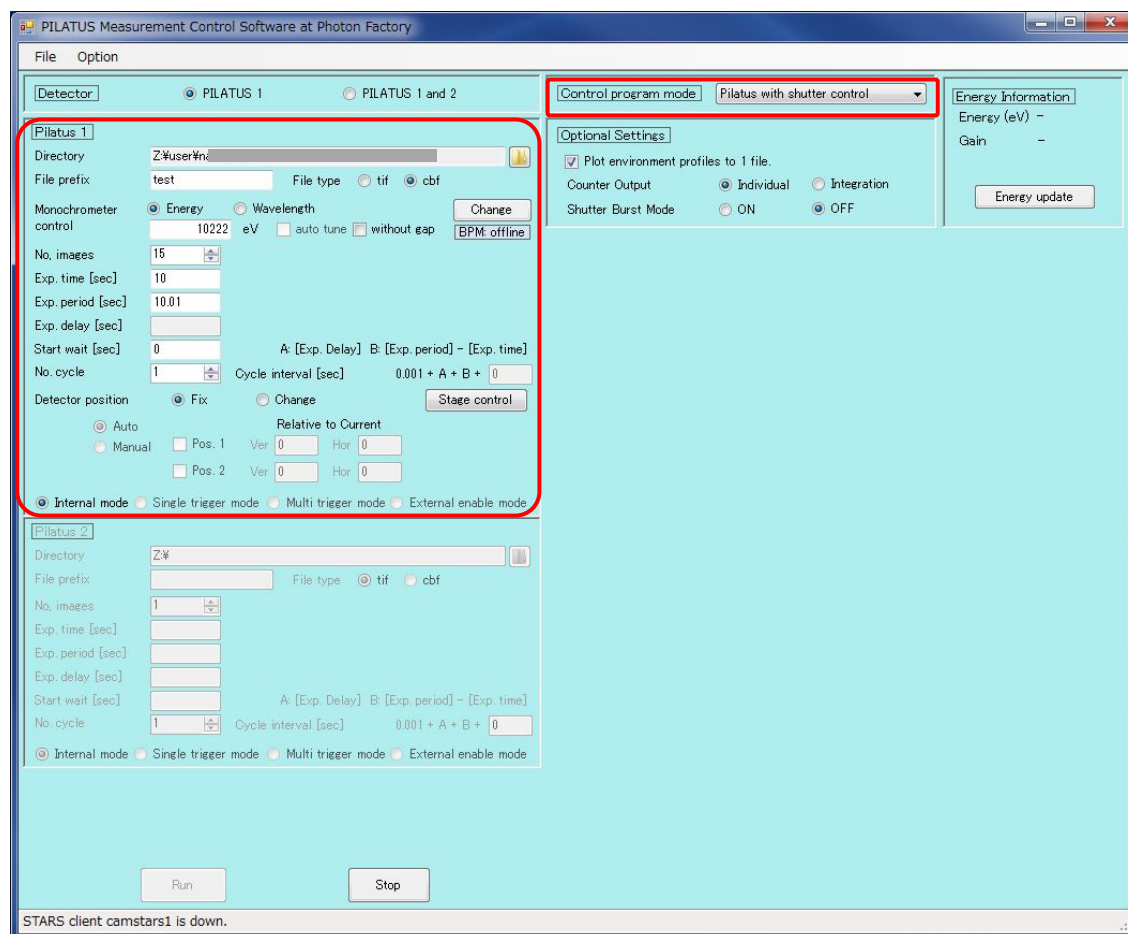 PILATUS Measurement Control Software at Photon Factory
File Option
Detector PILATUS 1 PILATUS 1 and 2
Control program mode Pilatus with shutter control
Pilatus 1
Directory Z:¥user¥n
File prefix test File type tif cbf
Monochrometer control Energy Wavelength Change
10222 eV auto tune without gap BPM: offline
No. images 15
Exp. time [sec] 10
Exp. period [sec] 10.01
Exp. delay [sec]
Start wait [sec] 0 A: [Exp. Delay] B: [Exp. period] - [Exp. time]
No. cycle 1 Cycle interval [sec] 0.001 + A + B + 0
Detector position Fix Change Stage control
Auto Relative to Current
Manual Pos. 1 Ver 0 Hor 0
Pos. 2 Ver 0 Hor 0
Internal mode Single trigger mode Multi trigger mode External enable mode
Optional Settings
Plot environment profiles to 1 file.
Counter Output Individual Integration
Shutter Burst Mode ON OFF
Energy Information
Energy (eV) -
Gain -
Energy update
Pilatus 2
Directory Z:¥
File prefix File type tif cbf
No. images 1
Exp. time [sec]
Exp. period [sec]
Exp. delay [sec]
Start wait [sec] A: [Exp. Delay] B: [Exp. period] - [Exp. time]
No. cycle 1 Cycle interval [sec] 0.001 + A + B + 0
Internal mode Single trigger mode Multi trigger mode External enable mode
Run Stop
STARS client camstars1 is down.